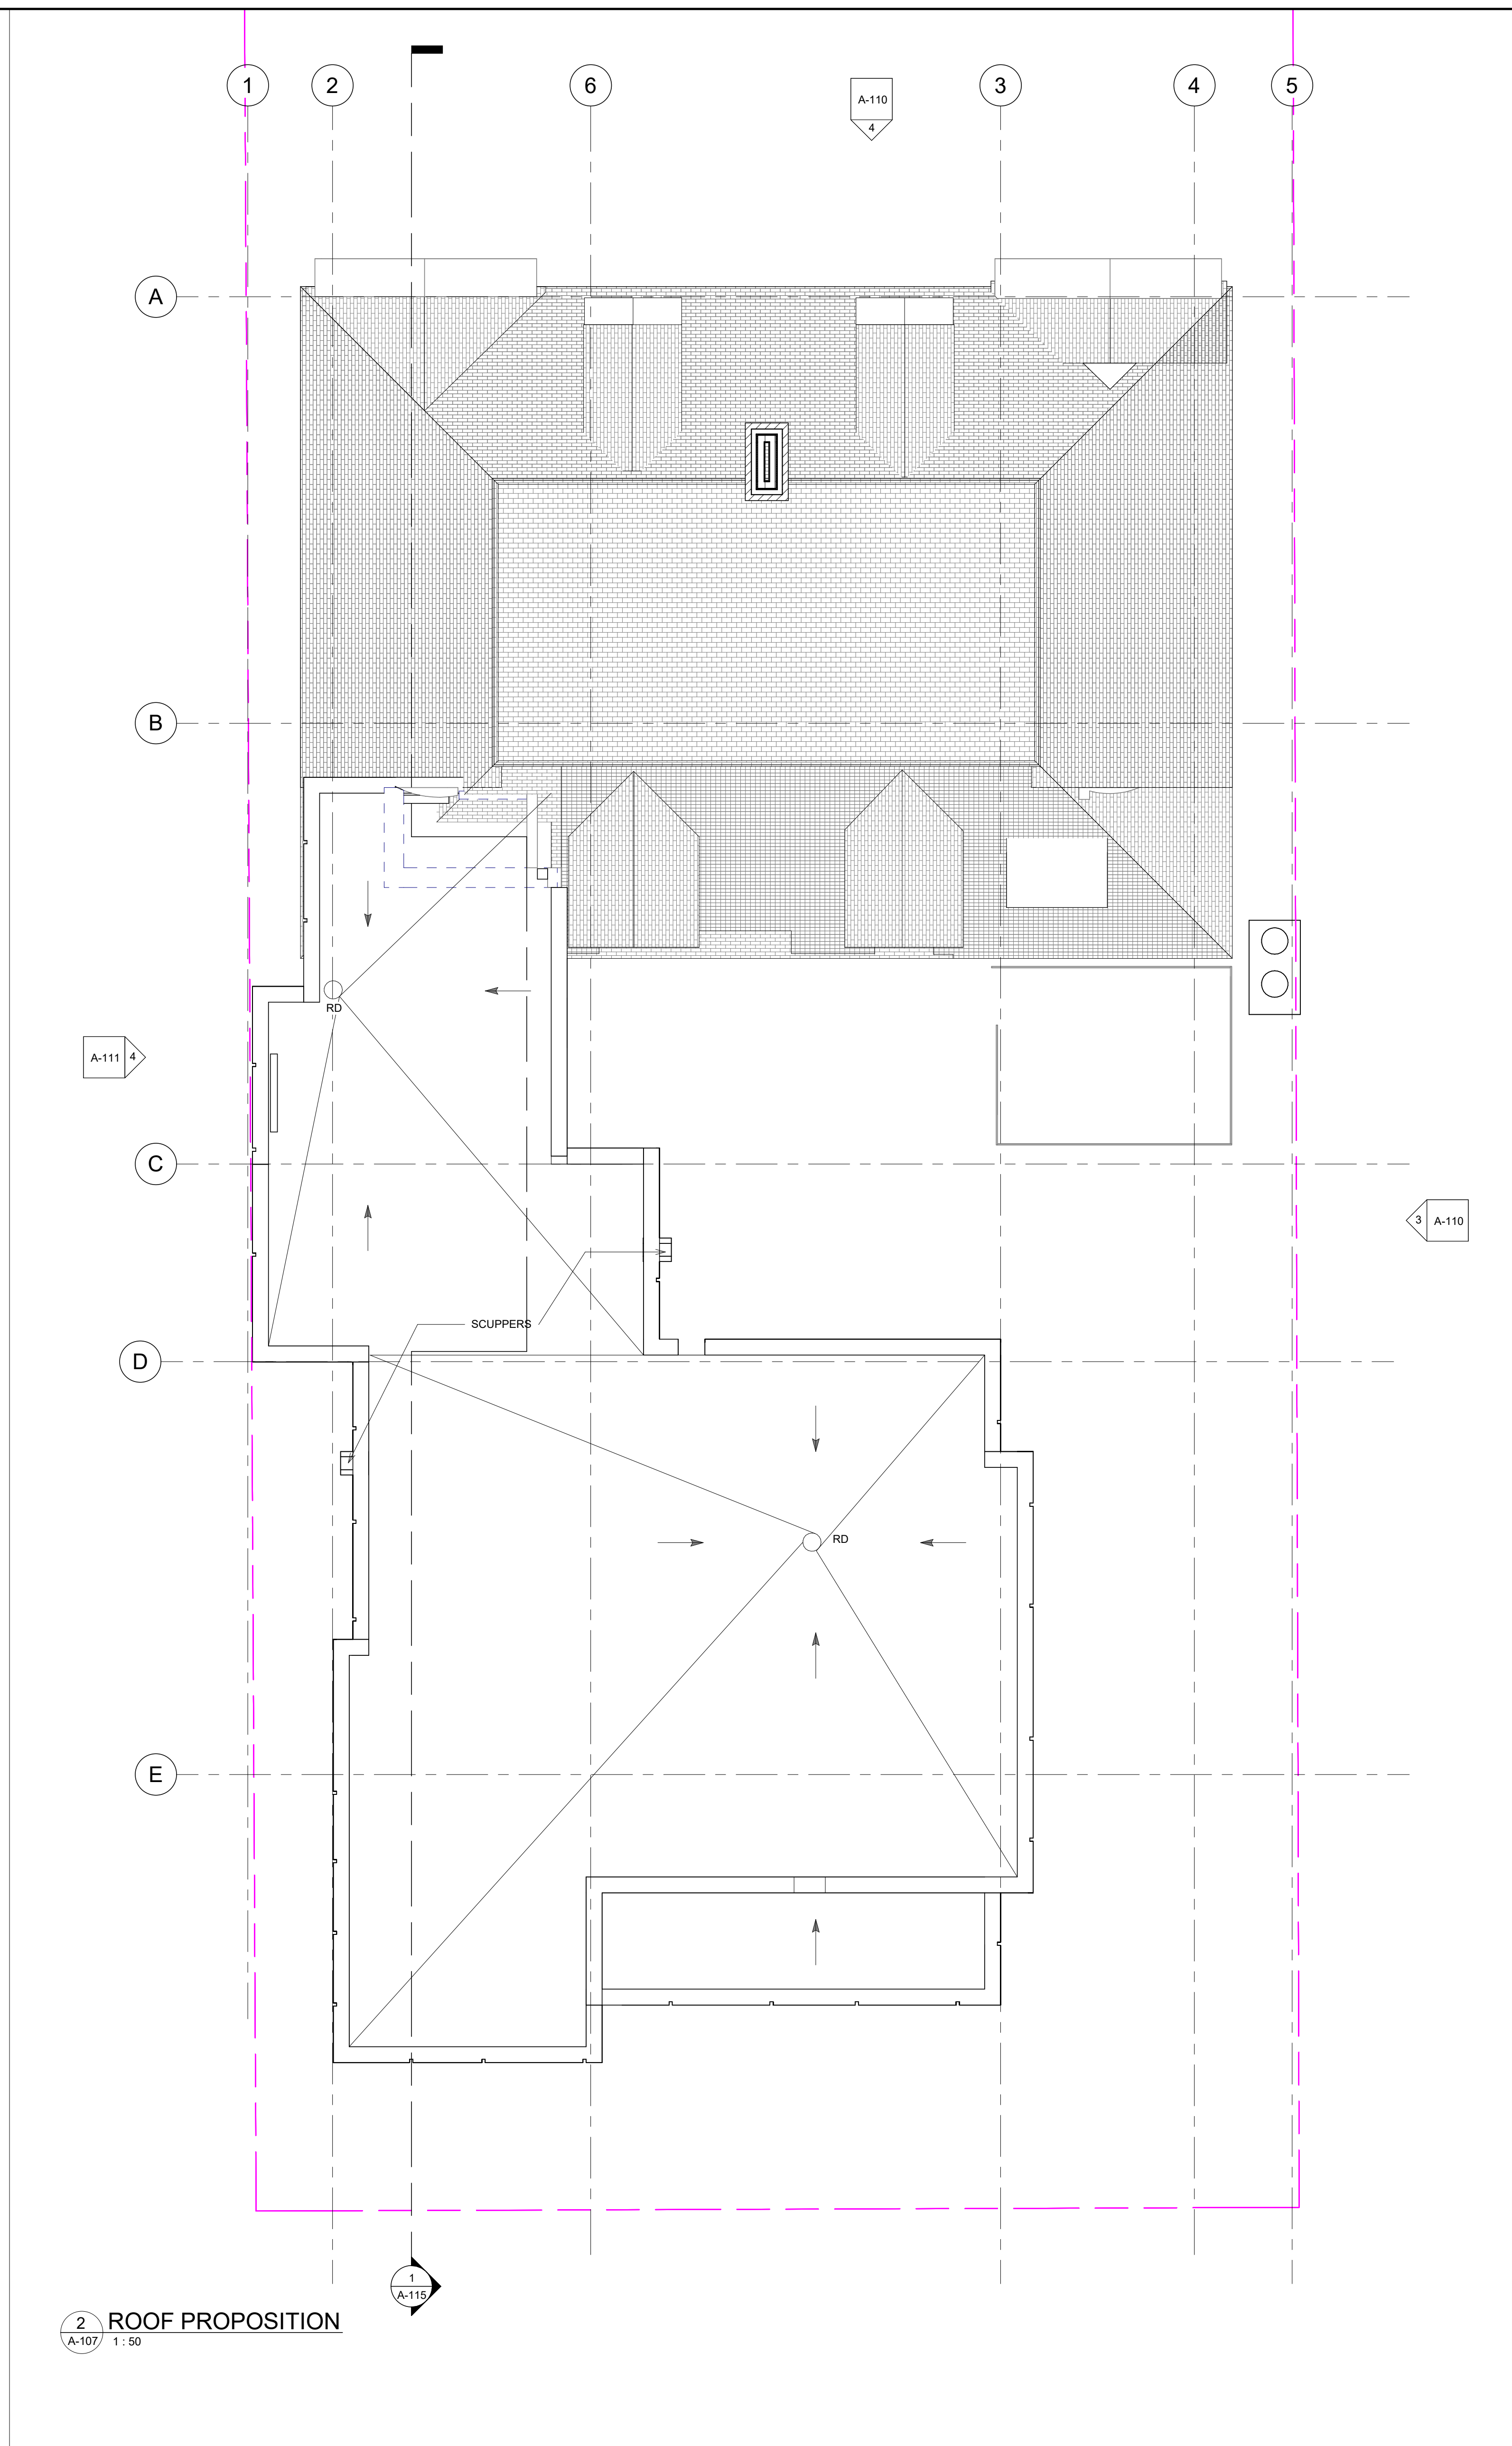 1
2
6
3
4
5
A-110
4
A
B
RD
A-111
4
C
3
A-110
SCUPPERS
D
RD
E
1
A-115
2
ROOF PROPOSITION
A-107
1 : 50